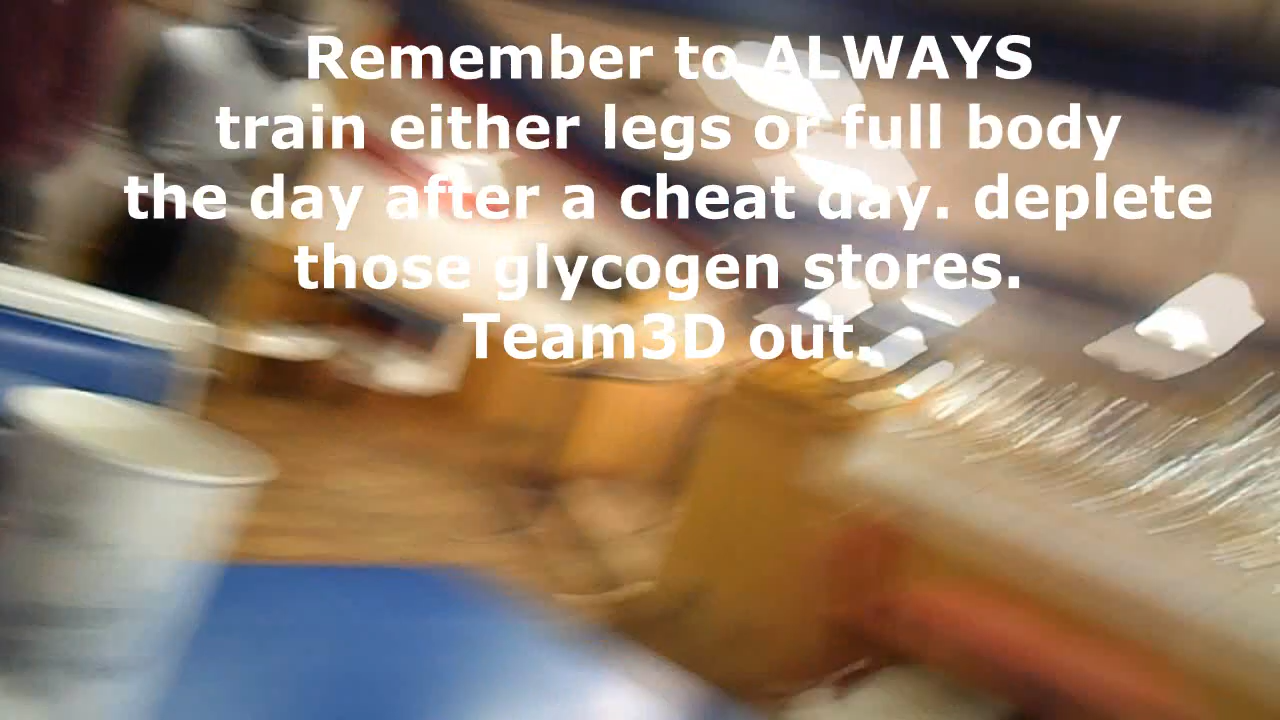 Remember to ALWAYS
train either legs or full body
the day after a cheat day. deplete
those glycogen stores.
Team3D out.